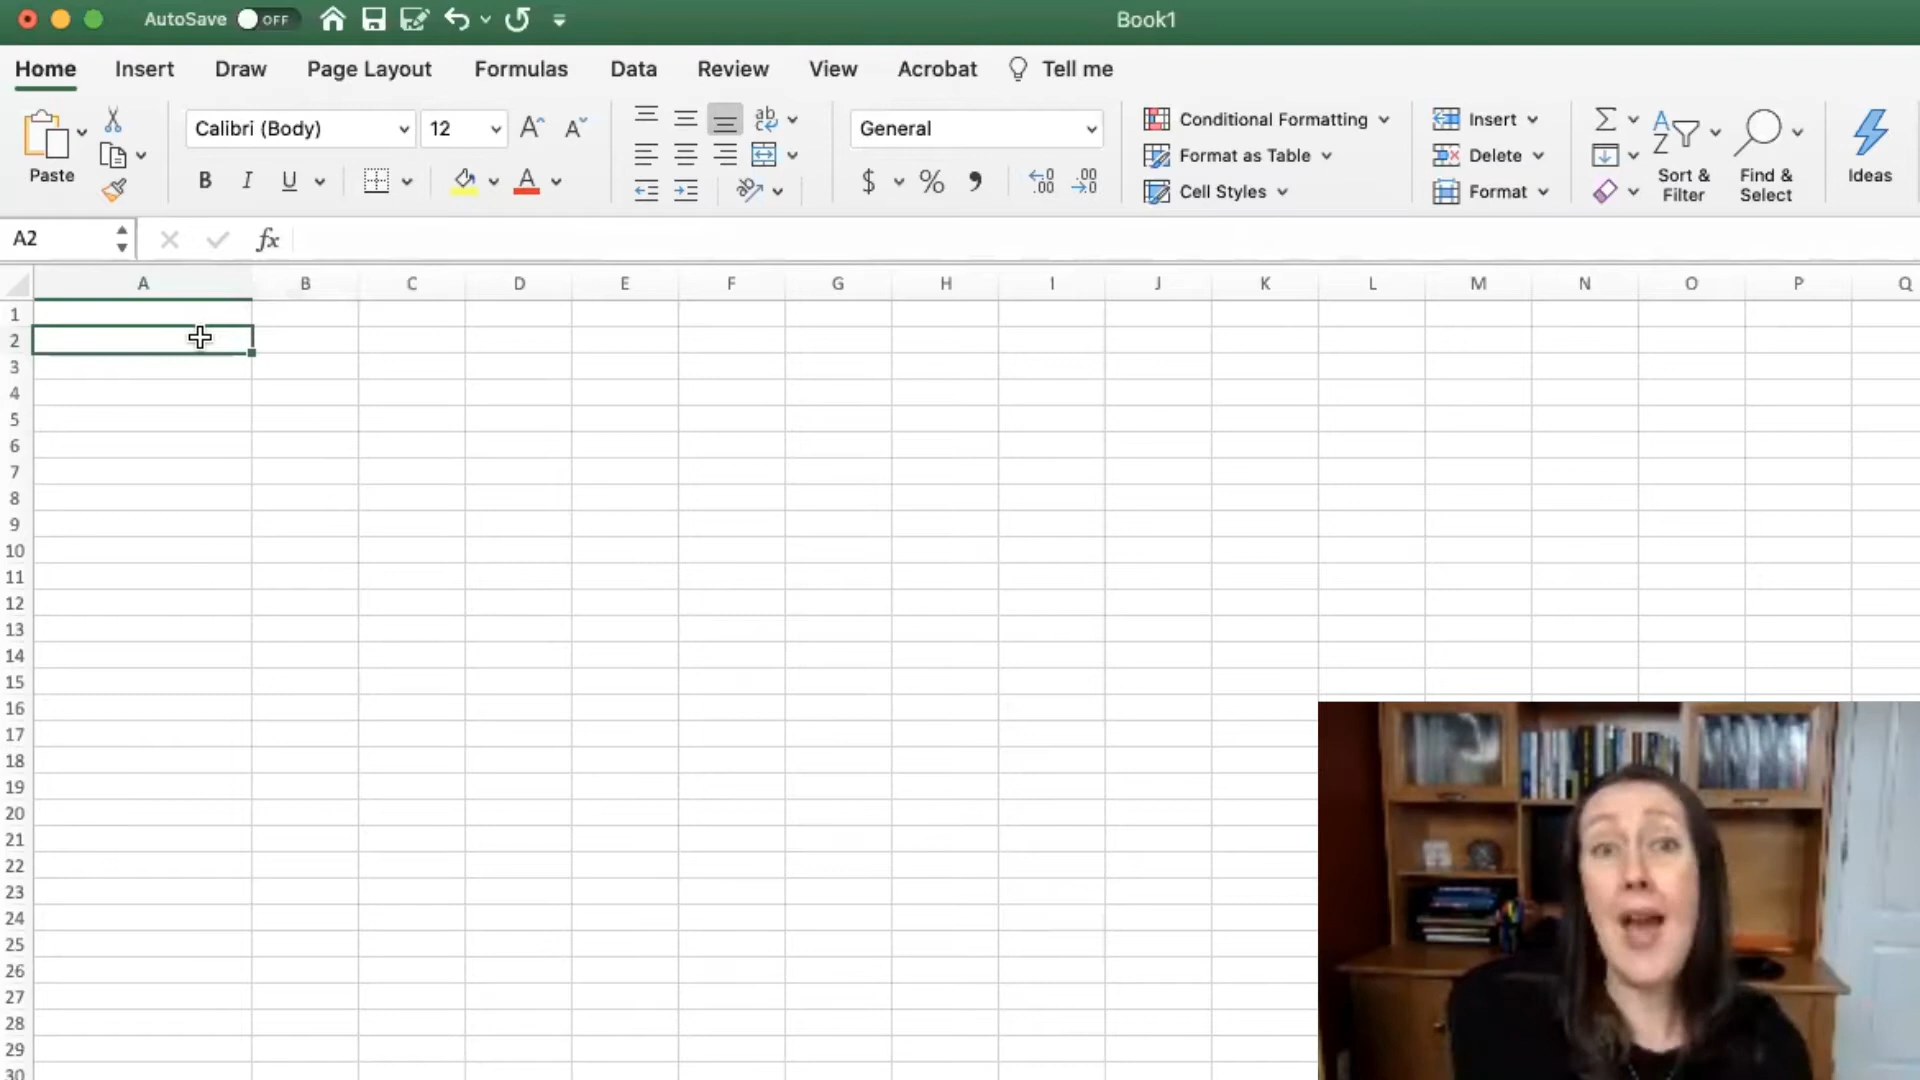 AutoSave OFF Book1
Home Insert Draw Page Layout Formulas Data Review View Acrobat Tell me
Paste
Calibri (Body) 12 A A
B I U A
ab
General
$ % .00 .00
Conditional Formatting
Format as Table
Cell Styles
Insert
Delete
Format
Sort & Filter
Find & Select
Ideas
A2 fx
A B C D E F G H I J K L M N O P Q
1
2
3
4
5
6
7
8
9
10
11
12
13
14
15
16
17
18
19
20
21
22
23
24
25
26
27
28
29
30